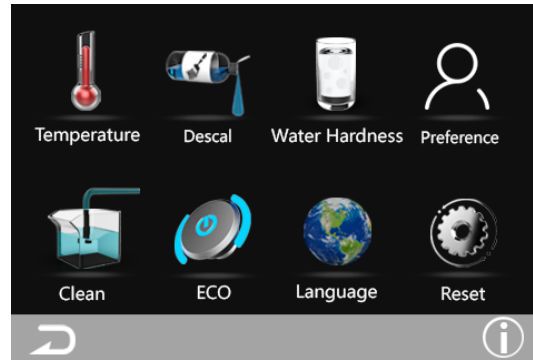 Temperature
Descal
Water Hardness
Preference
Clean
ECO
Language
Reset